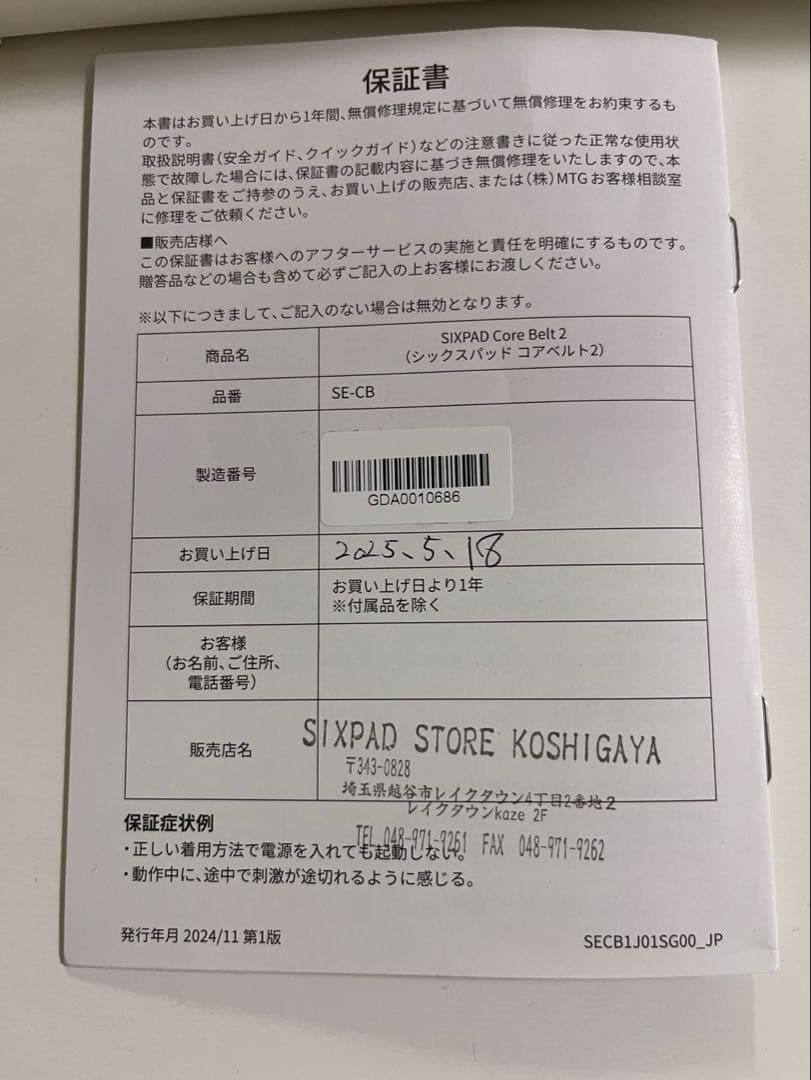 保証書
本書はお買い上げ日から1年間、無償修理規定に基づいて無償修理をお約束するも
のです。
取扱説明書(安全ガイド、クイックガイド)などの注意書きに従った正常な使用状
態で故障した場合には、保証書の記載内容に基づき無償修理をいたしますので、本
品と保証書をご持参のうえ、お買い上げの販売店、または(株)MTGお客様相談室
に修理をご依頼ください。
■販売店様へ
この保証書はお客様へのアフターサービスの実施と責任を明確にするものです。
贈答品などの場合も含めて必ずご記入の上お客様にお渡しください。
※以下につきまして、ご記入のない場合は無効となります。
商品名
SIXPAD Core Belt 2
(シックスパッド コアベルト2)
品番
SE-CB
製造番号
GDA0010686
お買い上げ日
2025、5、18
保証期間
お買い上げ日より1年
※付属品を除く
お客様
(お名前、ご住所、
電話番号)
販売店名
SIXPAD STORE KOSHIGAYA
〒343-0828
埼玉県越谷市レイクタウン4丁目2番地2
レイクタウンkaze 2F
TEL 048-971-9261 FAX 048-971-9262
保証症状例
・正しい着用方法で電源を入れても起動しない。
・動作中に、途中で刺激が途切れるように感じる。
発行年月 2024/11 第1版
SECB1J01SG00_JP